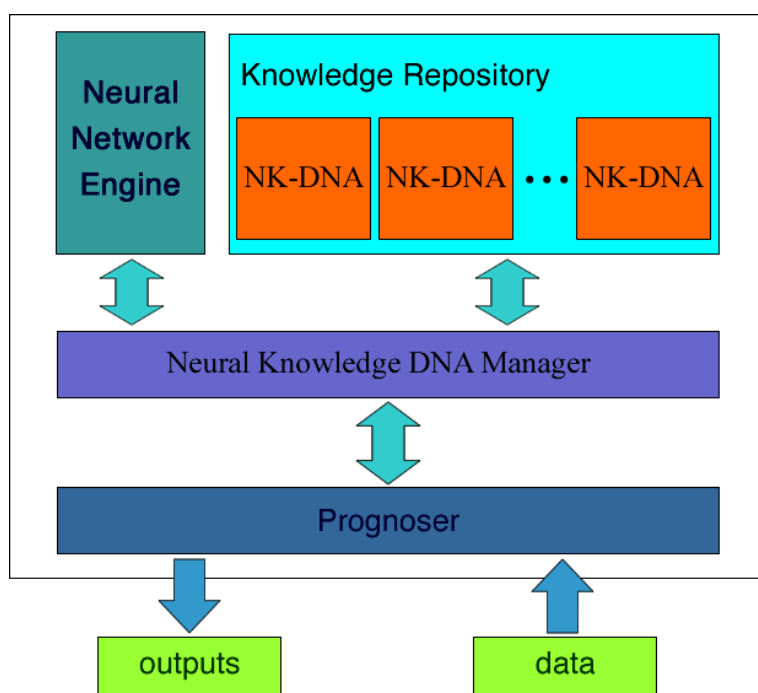 Neural
Network
Engine
Knowledge Repository
NK-DNA NK-DNA ••• NK-DNA
Neural Knowledge DNA Manager
Prognoser
outputs data